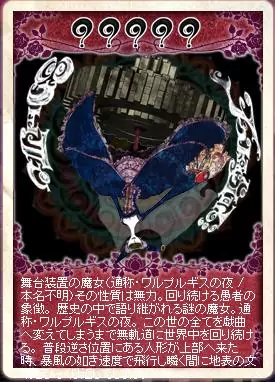 ?????
舞台装置の魔女(通称・ワルプルギスの夜/
本名不明)その性質は無力。回り続ける愚者の
象徴。歴史の中で語り継がれる謎の魔女。通
称・ワルプルギスの夜。この世の全てを戯曲
へ変えてしまうまで無軌道に世界中を回り続
ける。普段逆さ位置にある人形が上部へ来た
時、暴風の如き速度で飛行し瞬く間に地表の文